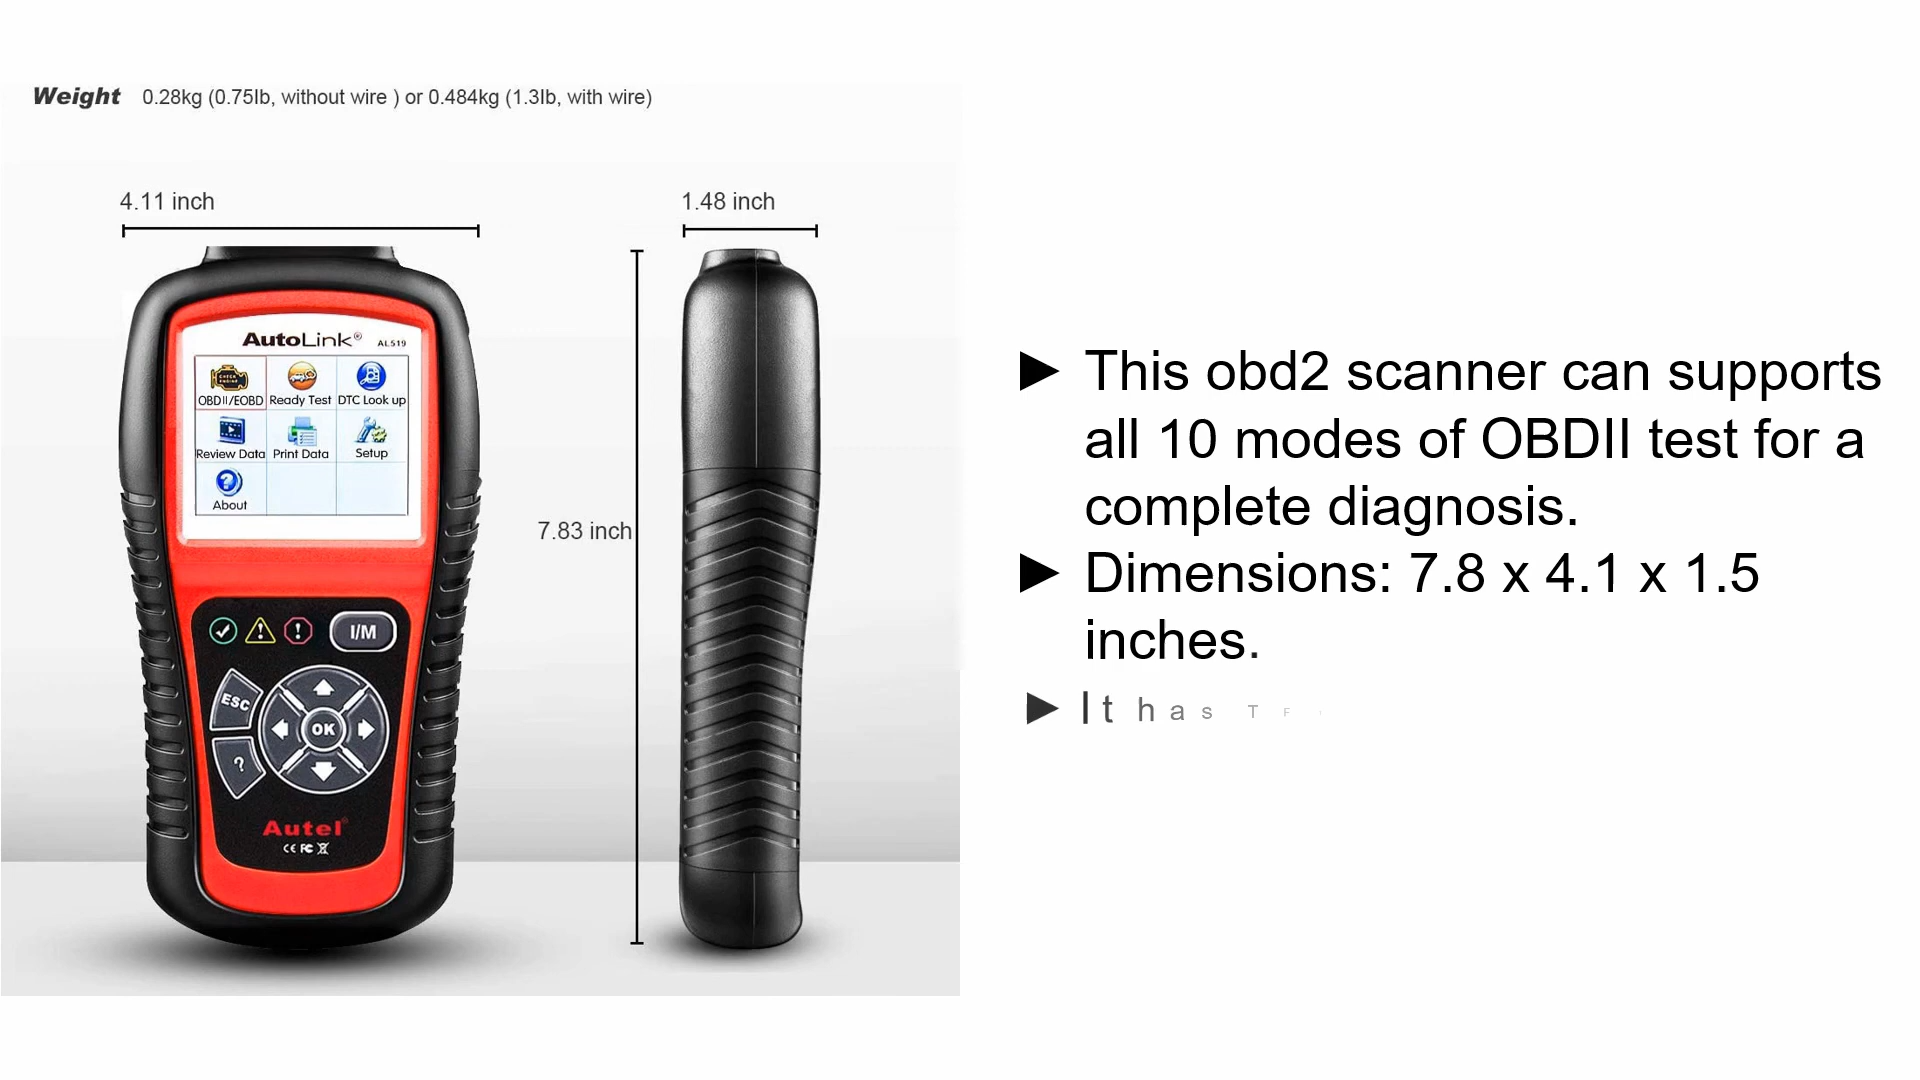 Weight 0.28kg (0.75lb, without wire ) or 0.484kg (1.3lb, with wire)
4.11 inch
1.48 inch
AutoLink® AL519
OBDII/EOBD Ready Test DTC Look up
Review Data Print Data Setup
About
7.83 inch
I/M
ESC
OK
?
Autel®
CE FC
► This obd2 scanner can supports
all 10 modes of OBDII test for a
complete diagnosis.
► Dimensions: 7.8 x 4.1 x 1.5
inches.
► It has T F